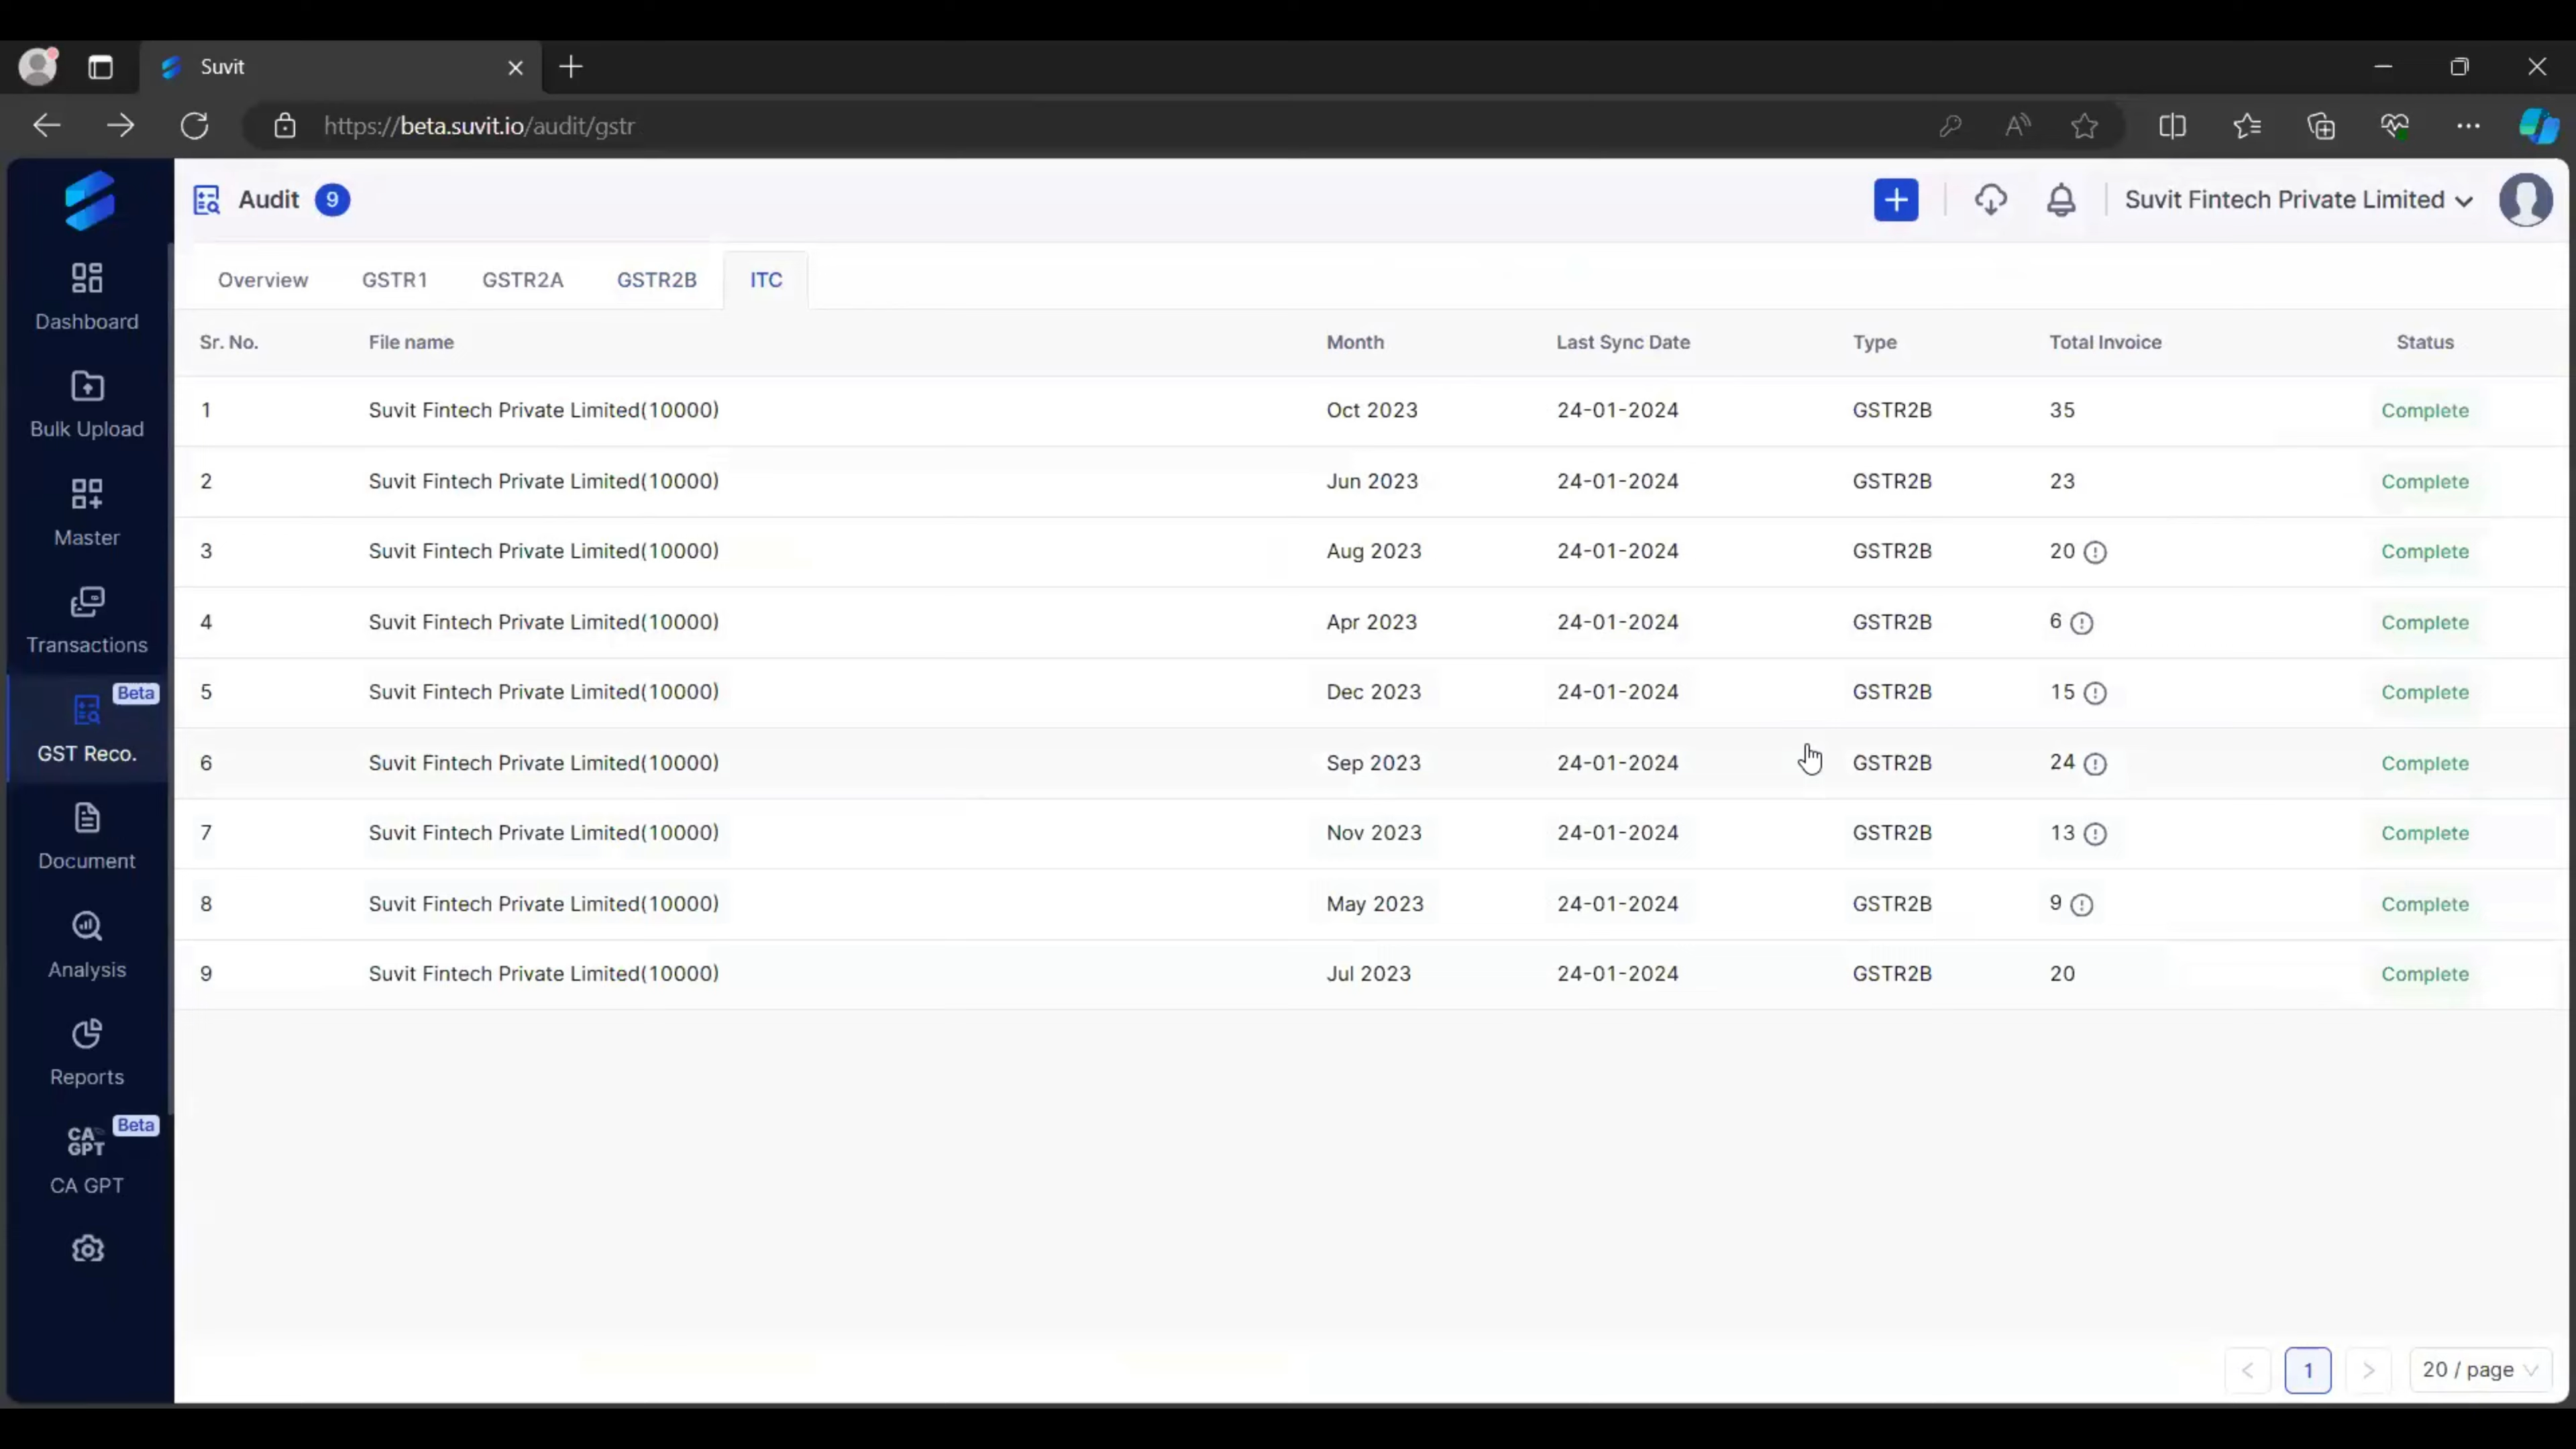 Suvit
https://beta.suvit.io/audit/gstr
Audit 9
Suvit Fintech Private Limited
Dashboard
Bulk Upload
Master
Transactions
Beta
GST Reco.
Document
Analysis
Reports
Beta
CA GPT
CA GPT
Overview GSTR1 GSTR2A GSTR2B ITC
Sr. No. File name Month Last Sync Date Type Total Invoice Status
1 Suvit Fintech Private Limited(10000) Oct 2023 24-01-2024 GSTR2B 35 Complete
2 Suvit Fintech Private Limited(10000) Jun 2023 24-01-2024 GSTR2B 23 Complete
3 Suvit Fintech Private Limited(10000) Aug 2023 24-01-2024 GSTR2B 20 Complete
4 Suvit Fintech Private Limited(10000) Apr 2023 24-01-2024 GSTR2B 6 Complete
5 Suvit Fintech Private Limited(10000) Dec 2023 24-01-2024 GSTR2B 15 Complete
6 Suvit Fintech Private Limited(10000) Sep 2023 24-01-2024 GSTR2B 24 Complete
7 Suvit Fintech Private Limited(10000) Nov 2023 24-01-2024 GSTR2B 13 Complete
8 Suvit Fintech Private Limited(10000) May 2023 24-01-2024 GSTR2B 9 Complete
9 Suvit Fintech Private Limited(10000) Jul 2023 24-01-2024 GSTR2B 20 Complete
< 1 > 20 / page